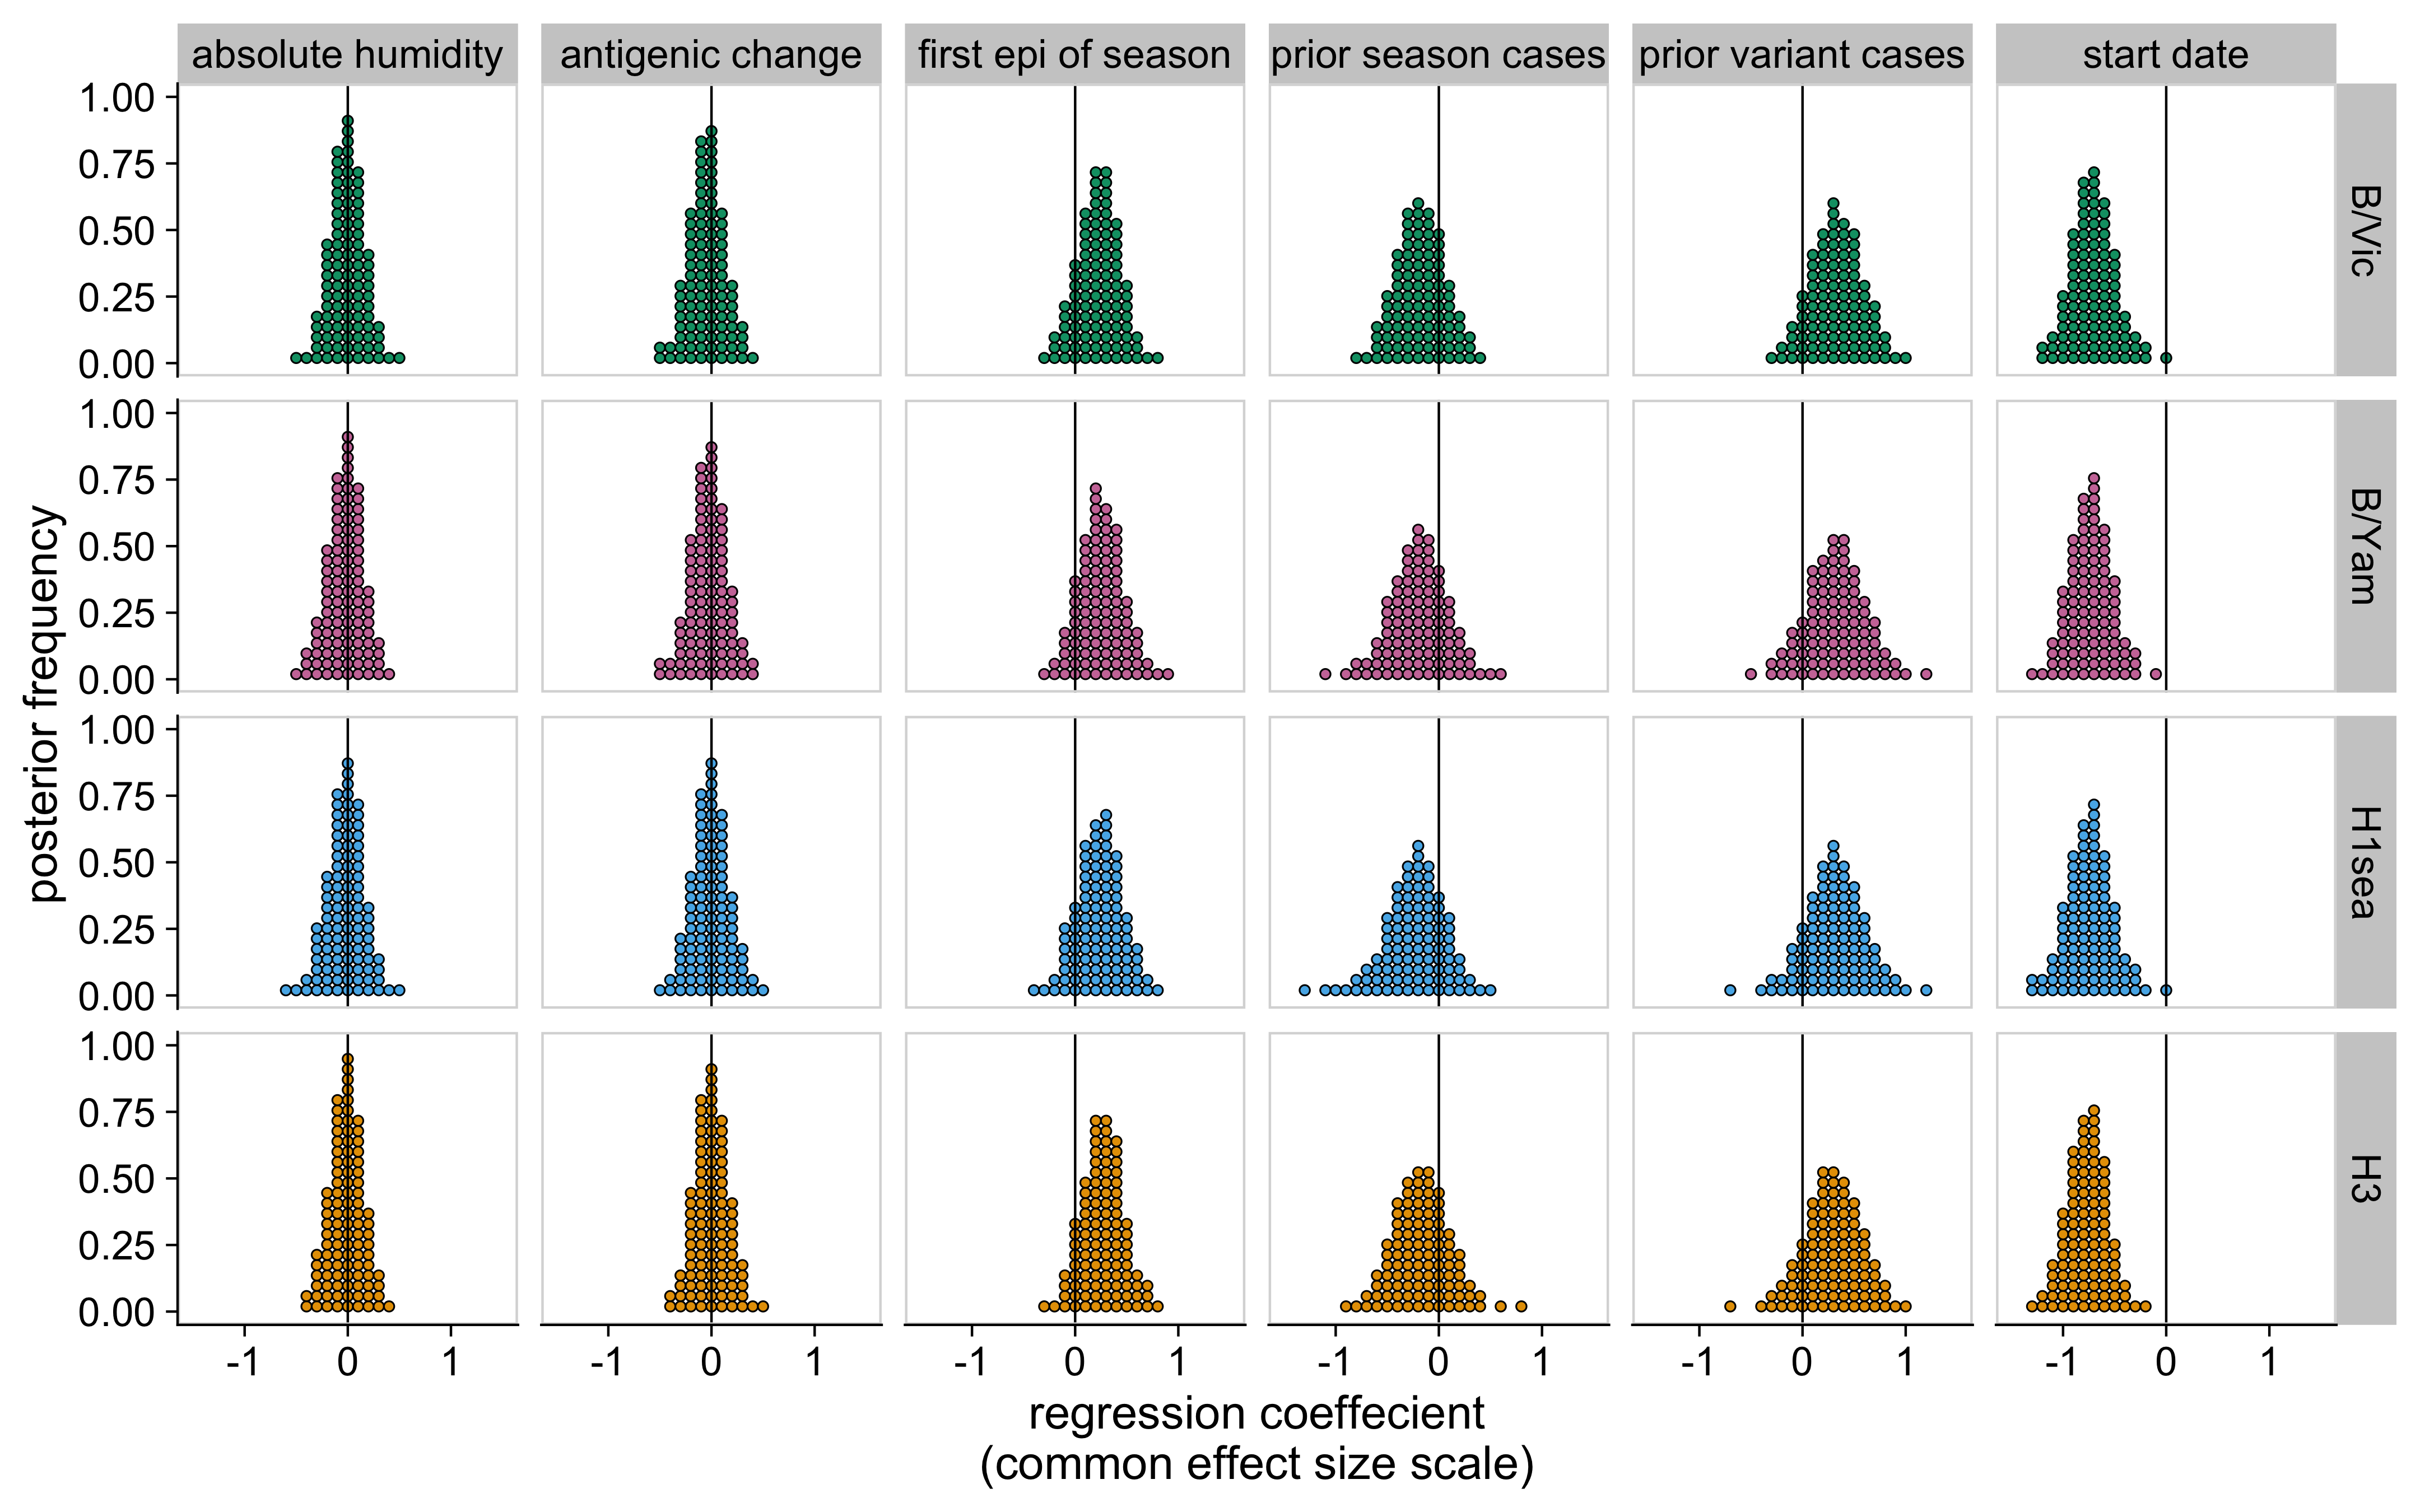 absolute humidity
antigenic change
first epi of season
prior season cases
prior variant cases
start date
posterior frequency
1.00
0.75
0.50
0.25
0.00
B/Vic
1.00
0.75
0.50
0.25
0.00
B/Yam
1.00
0.75
0.50
0.25
0.00
H1sea
1.00
0.75
0.50
0.25
0.00
H3
-1 0 1
-1 0 1
-1 0 1
-1 0 1
-1 0 1
-1 0 1
regression coeffecient
(common effect size scale)